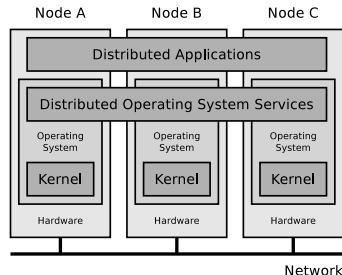 Node A Node B Node C
Distributed Applications
Distributed Operating System Services
Operating System Operating System Operating System
Kernel Kernel Kernel
Hardware Hardware Hardware
Network